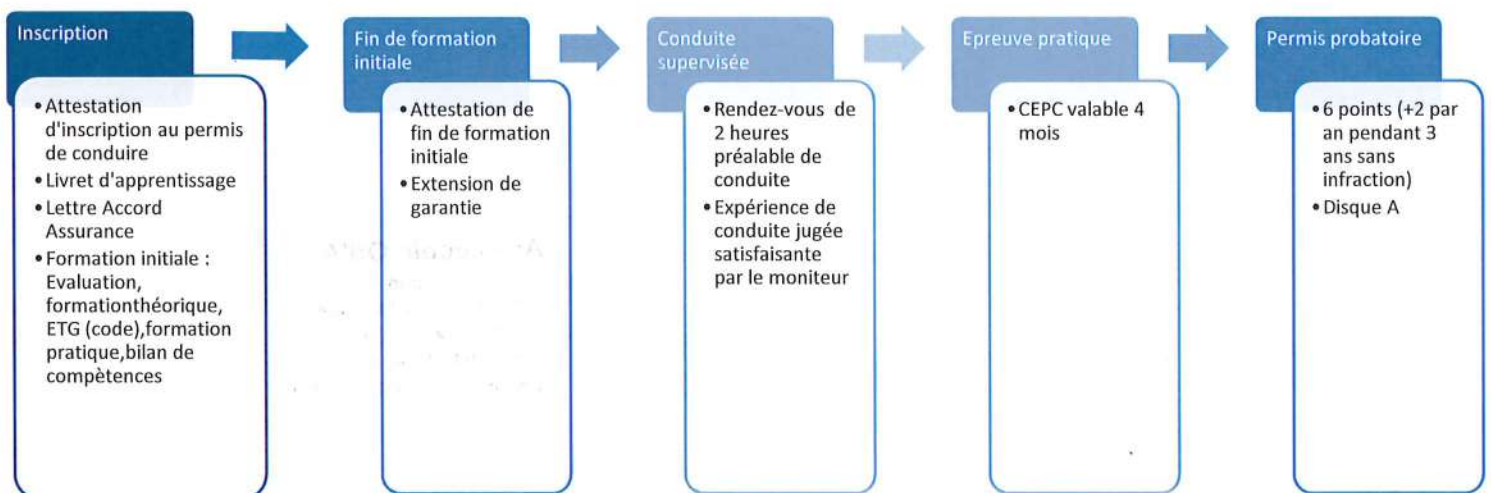 Inscription
• Attestation
d'inscription au permis
de conduire
• Livret d'apprentissage
• Lettre Accord
Assurance
• Formation initiale :
Evaluation,
formationthéorique,
ETG (code),formation
pratique,bilan de
compètences
Fin de formation
initiale
• Attestation de
fin de formation
initiale
• Extension de
garantie
Conduite
supervisée
• Rendez-vous de
2 heures
préalable de
conduite
• Expérience de
conduite jugée
satisfaisante
par le moniteur
Epreuve pratique
• CEPC valable 4
mois
Permis probatoire
• 6 points (+2 par
an pendant 3
ans sans
infraction)
• Disque A